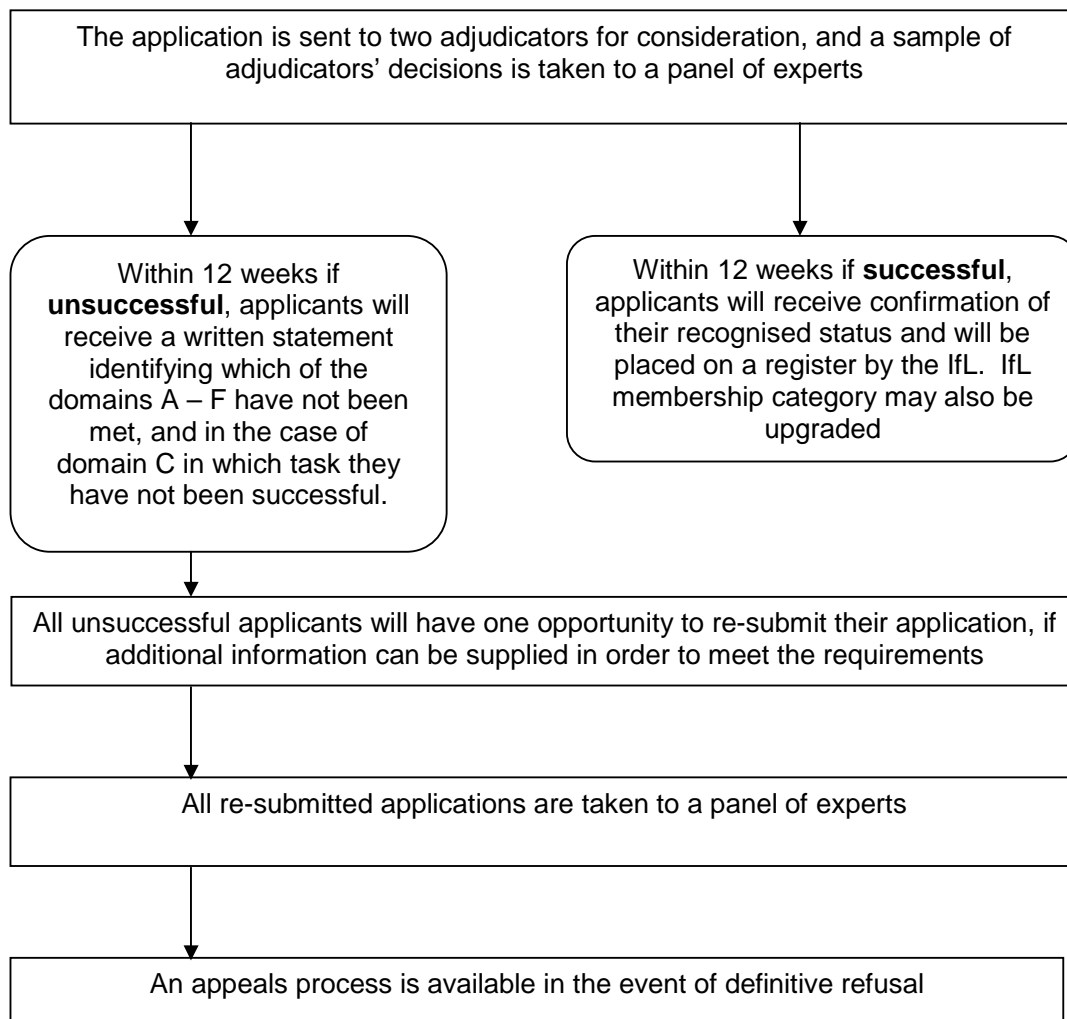 The application is sent to two adjudicators for consideration, and a sample of
adjudicators’ decisions is taken to a panel of experts
Within 12 weeks if
unsuccessful, applicants will
receive a written statement
identifying which of the
domains A – F have not been
met, and in the case of
domain C in which task they
have not been successful.
Within 12 weeks if successful,
applicants will receive confirmation of
their recognised status and will be
placed on a register by the IfL.  IfL
membership category may also be
upgraded
All unsuccessful applicants will have one opportunity to re-submit their application, if
additional information can be supplied in order to meet the requirements
All re-submitted applications are taken to a panel of experts
An appeals process is available in the event of definitive refusal